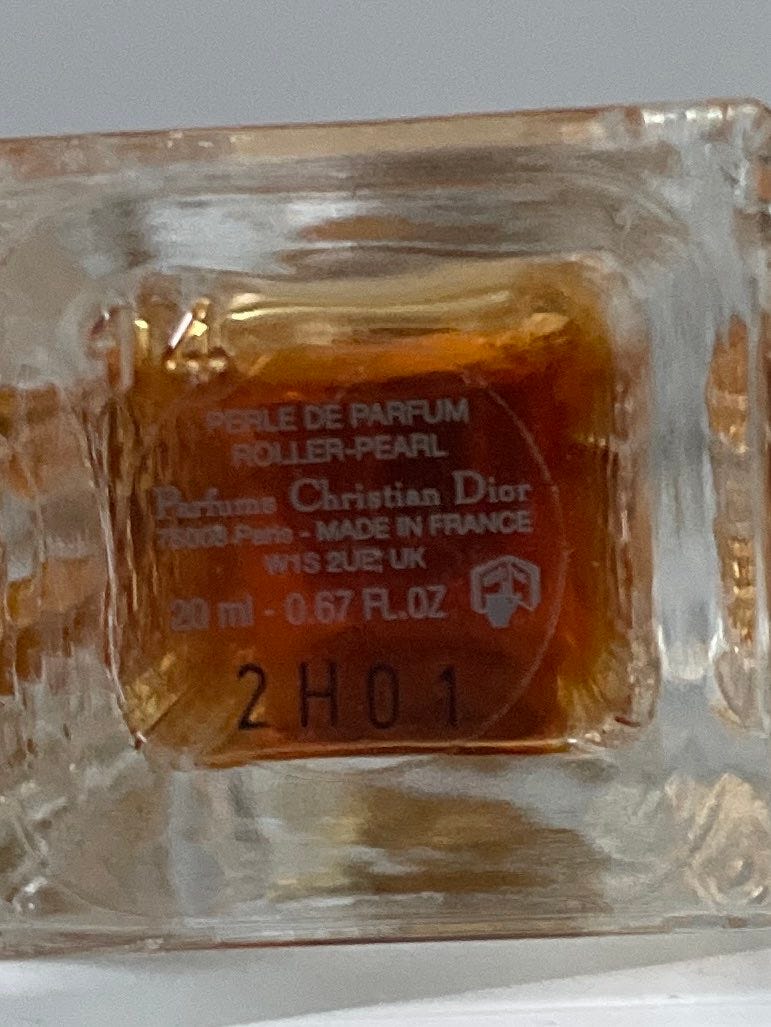 14
PERLE DE PARFUM
ROLLER-PEARL
Parfums Christian Dior
75008 Paris - MADE IN FRANCE
W1S 2UE, UK
20 ml - 0.67 FL.OZ
2H01